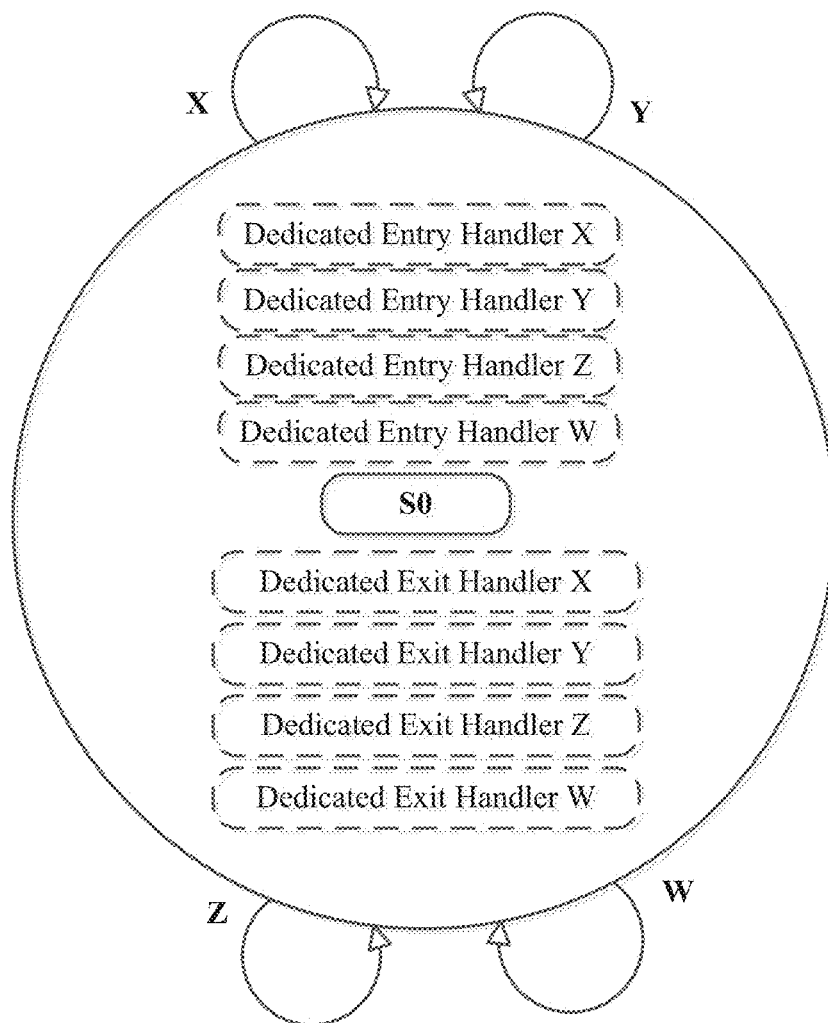 X
Y
Dedicated Entry Handler X
Dedicated Entry Handler Y
Dedicated Entry Handler Z
Dedicated Entry Handler W
S0
Dedicated Exit Handler X
Dedicated Exit Handler Y
Dedicated Exit Handler Z
Dedicated Exit Handler W
Z
W